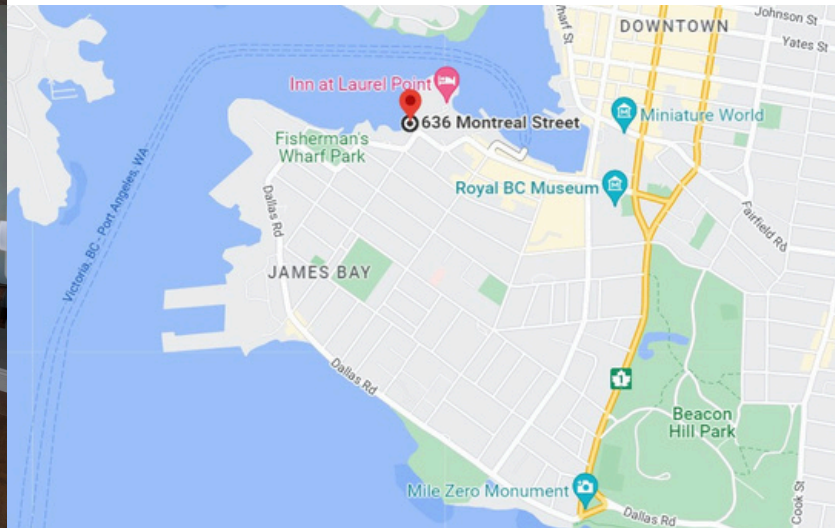 Johnson St
DOWNTOWN
Wharf St
Yates St
Inn at Laurel Point
636 Montreal Street
Miniature World
Fisherman's
Wharf Park
Royal BC Museum
Fairfield Rd
Dallas Rd
Victoria, BC - Port Angeles, WA
JAMES BAY
Dallas Rd
1
Beacon
Hill Park
Mile Zero Monument
Dallas Rd
Cook St